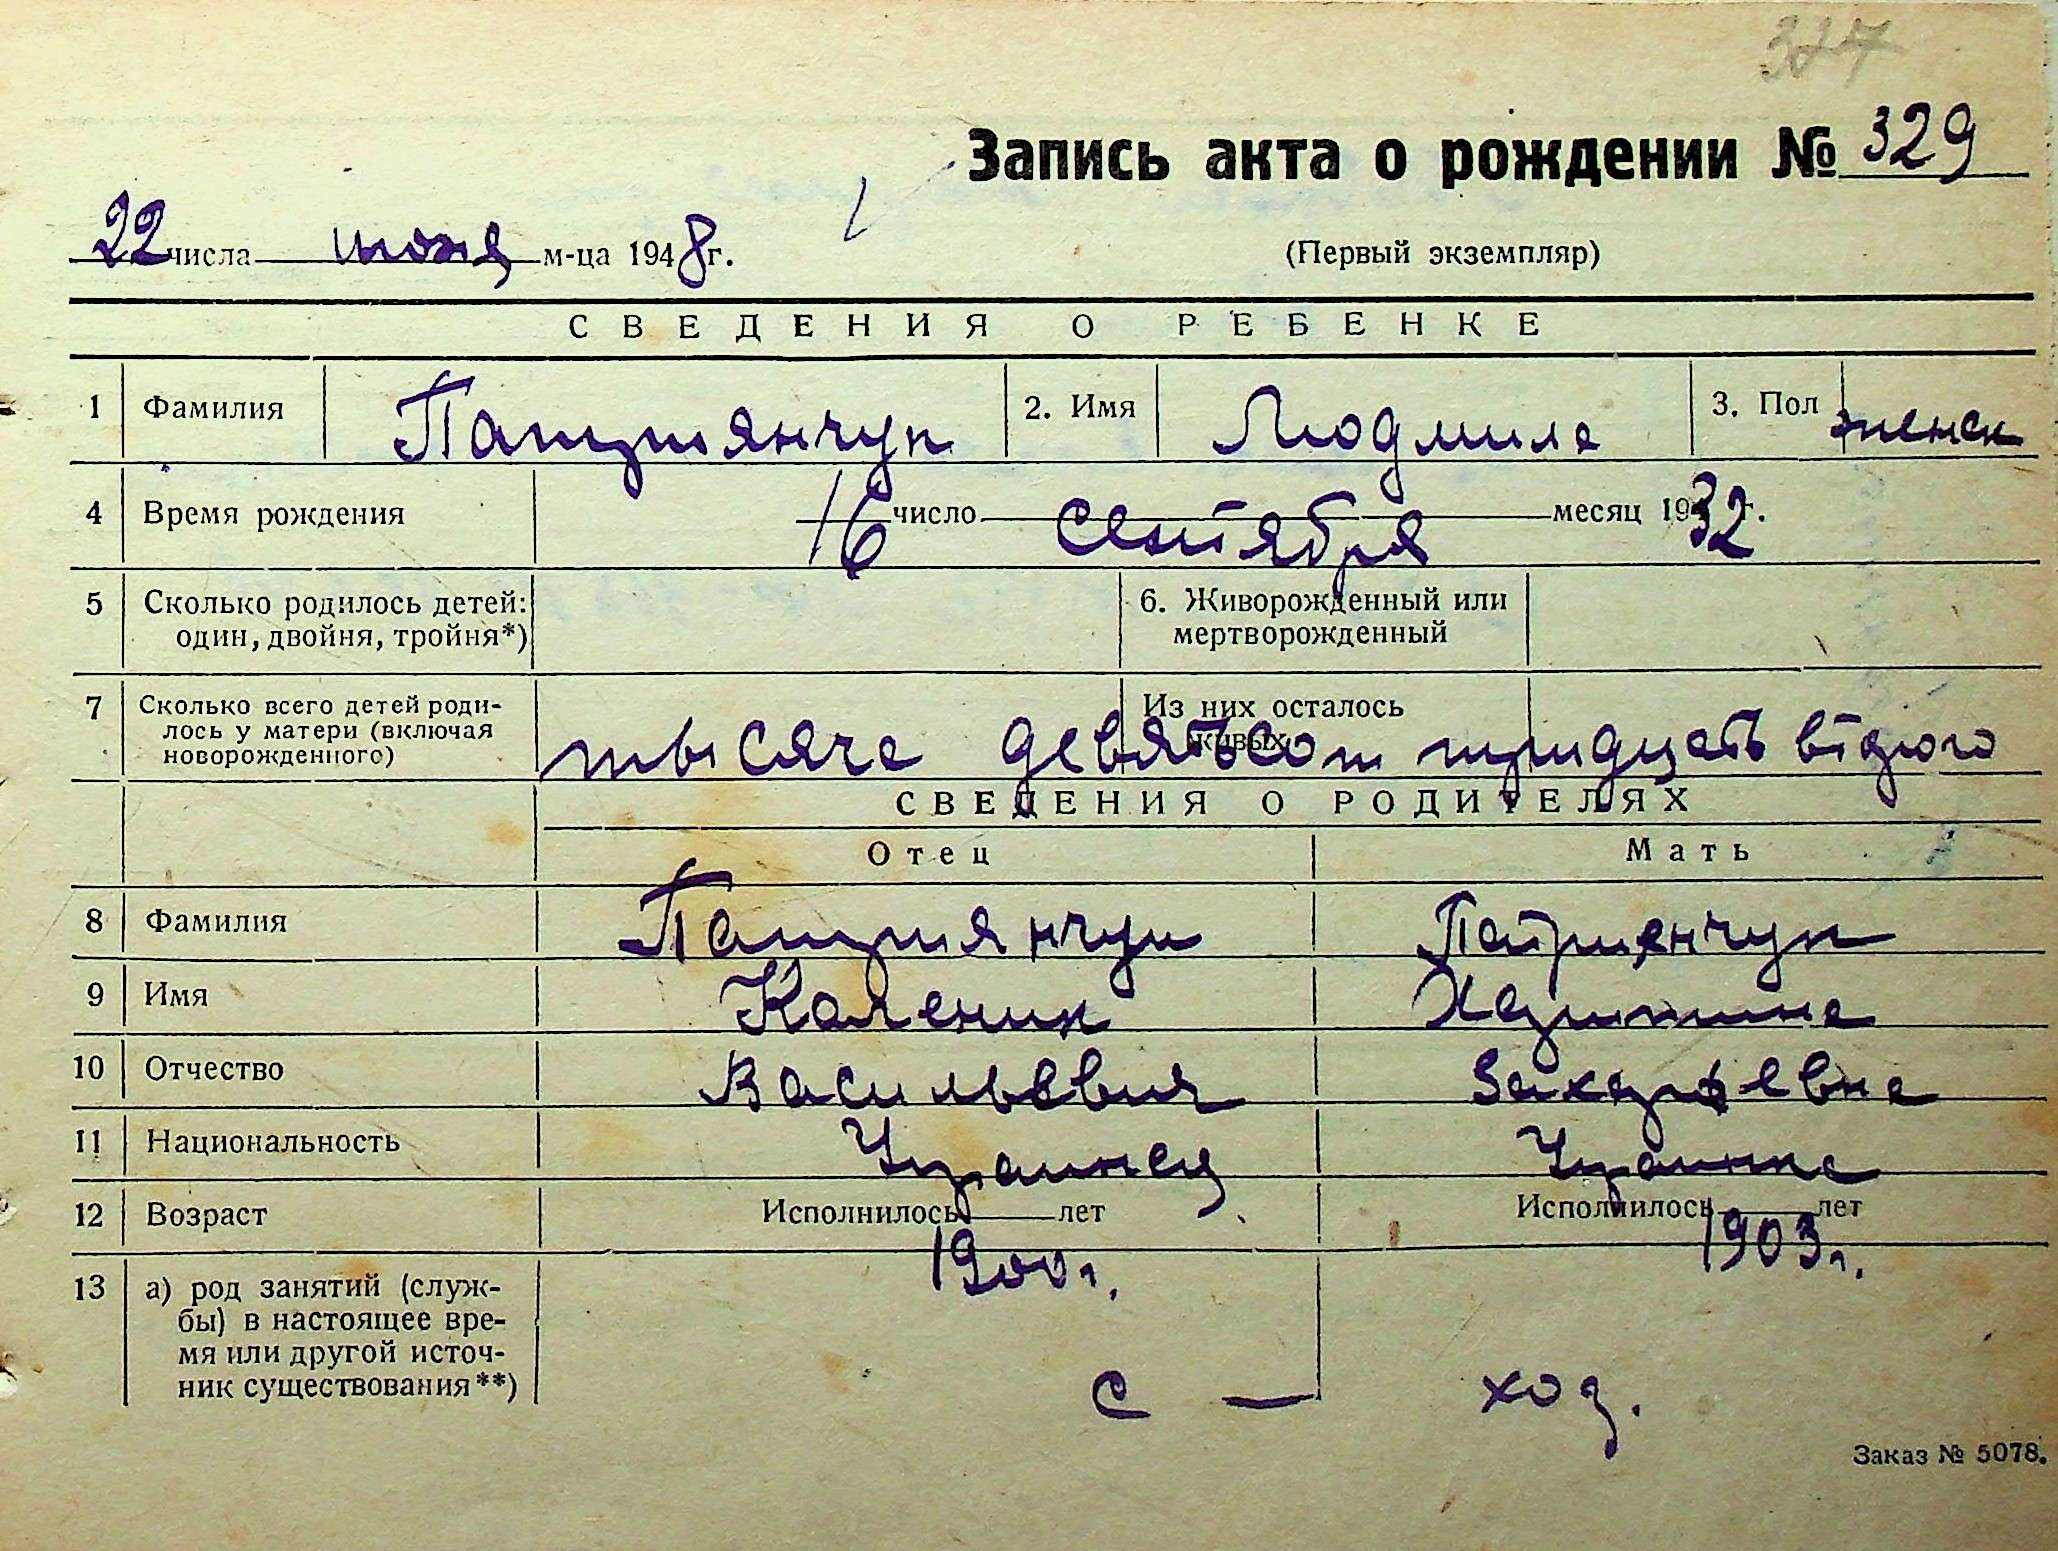 327
Запись акта о рождении № 329
22 числа июня м-ца 1948 г.
(Первый экземпляр)
СВЕДЕНИЯ О РЕБЕНКЕ
1 Фамилия Патриянчук 2. Имя Людмила 3. Пол женск
4 Время рождения 16 число сентября месяц 1932 г.
5 Сколько родилось детей: один, двойня, тройня*) 6. Живорожденный или мертворожденный
7 Сколько всего детей родилось у матери (включая новорожденного) Из них осталось живых
тысяча девятьсот тридцать второго
СВЕДЕНИЯ О РОДИТЕЛЯХ
Отец Мать
8 Фамилия Патриянчук Патриянчук
9 Имя Каленик
10 Отчество Васильевич Захарьевна
11 Национальность Украинец Украинка
12 Возраст Исполнилось лет Исполнилось лет
1900 г. 1903 г.
13 а) род занятий (службы) в настоящее время или другой источник существования**)
с — хоз.
Заказ № 5078.